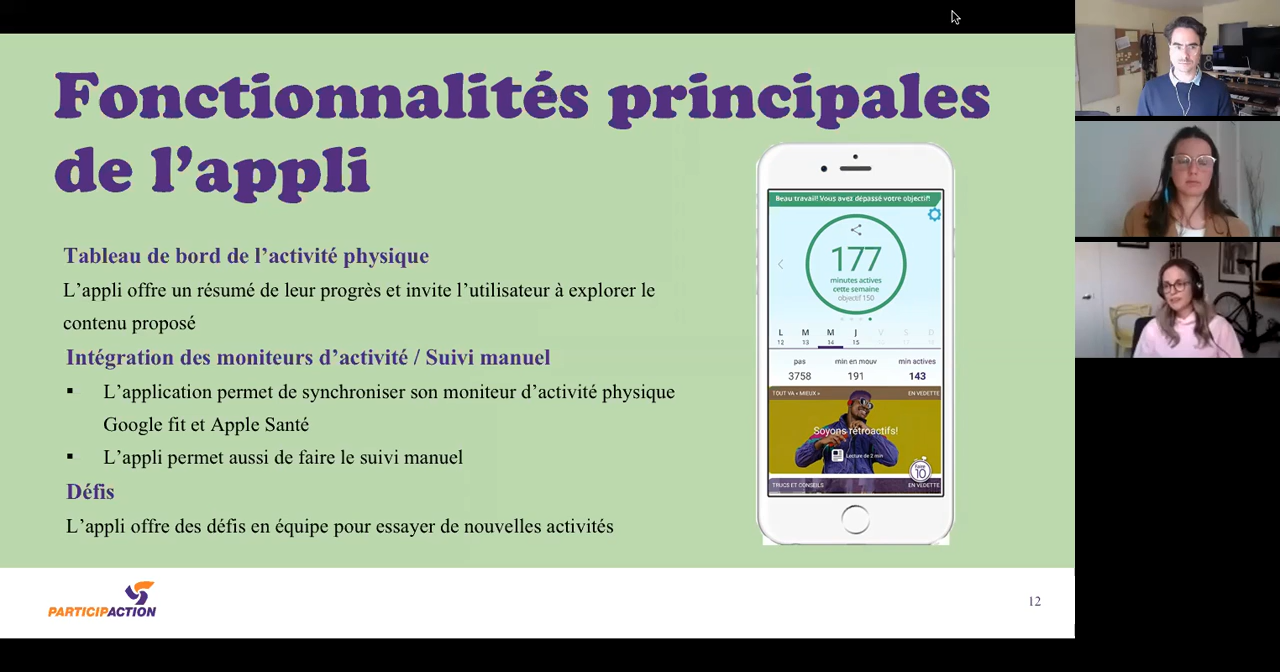 Fonctionnalités principales
de l’appli
Tableau de bord de l’activité physique
L’appli offre un résumé de leur progrès et invite l’utilisateur à explorer le
contenu proposé
Intégration des moniteurs d’activité / Suivi manuel
▪ L’application permet de synchroniser son moniteur d’activité physique
Google fit et Apple Santé
▪ L’appli permet aussi de faire le suivi manuel
Défis
L’appli offre des défis en équipe pour essayer de nouvelles activités
Beau travail! Vous avez dépassé votre objectif!
177
minutes actives
cette semaine
objectif 150
L M M J V S D
12 13 14 15
pas min en mouv min actives
3758 191 143
TOUT VA « MIEUX » EN VEDETTE
Soyons rétroactifs!
Lecture de 2 min
10
TRUCS ET CONSEILS EN VEDETTE
PARTICIPACTION
12